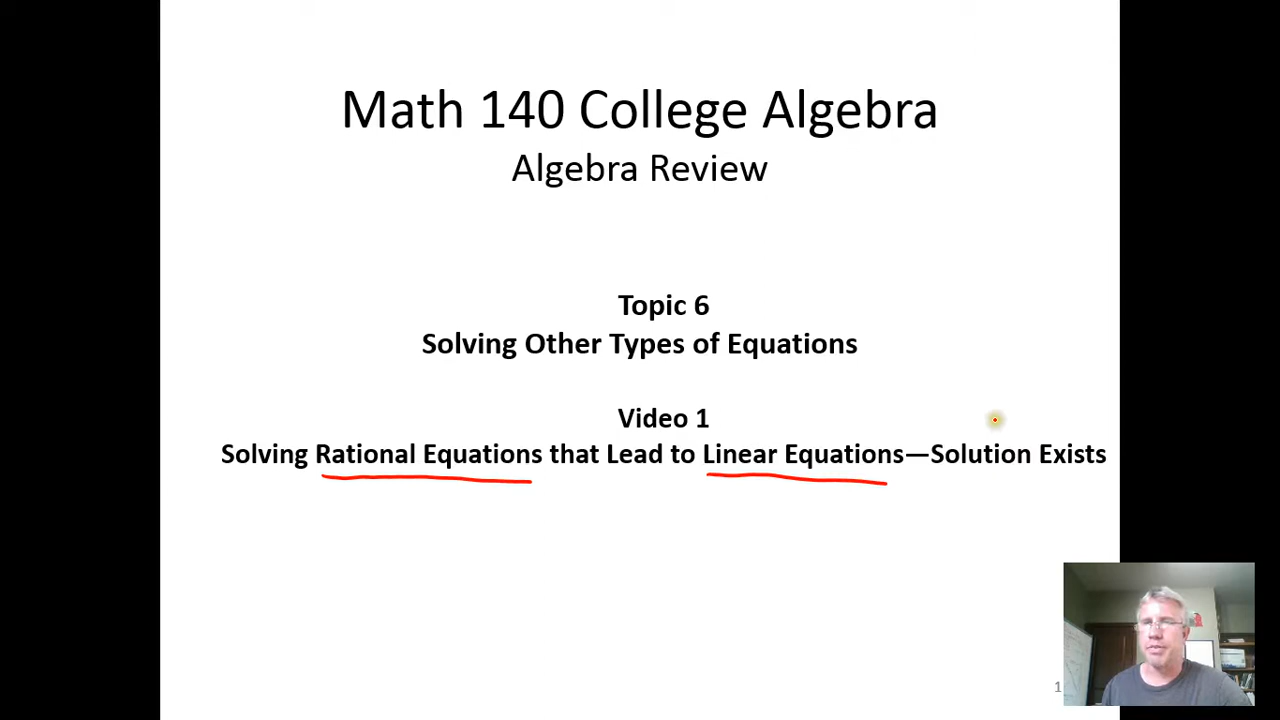 Math 140 College Algebra
Algebra Review
Topic 6
Solving Other Types of Equations
Video 1
Solving Rational Equations that Lead to Linear Equations—Solution Exists
1